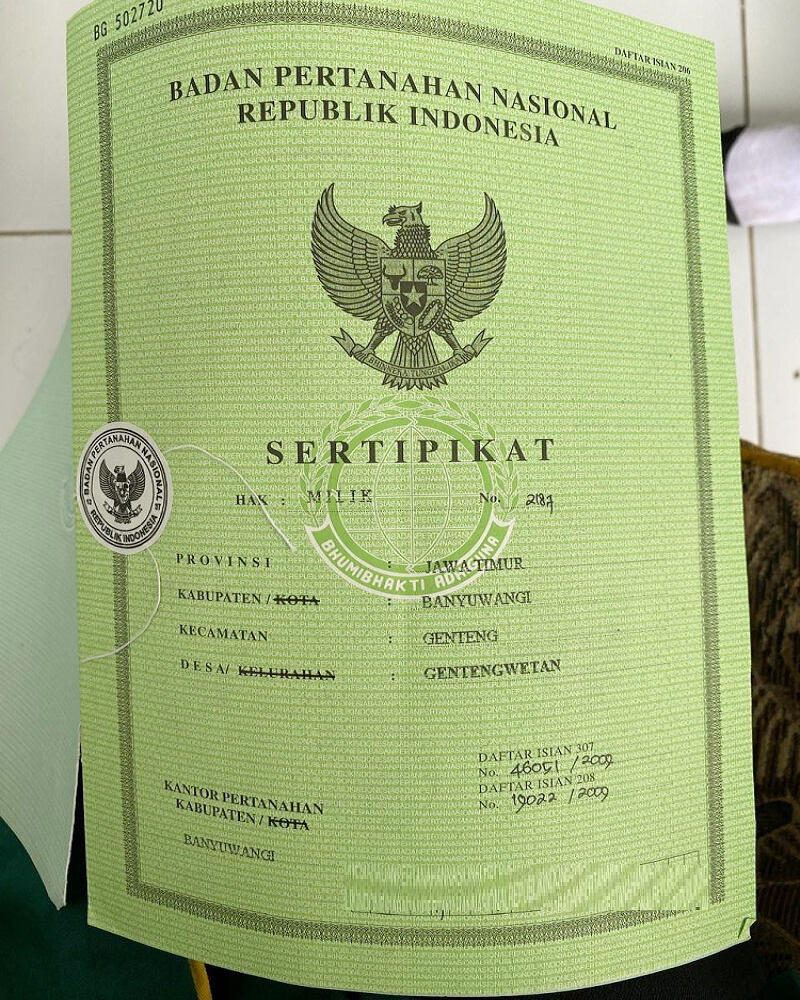 BG 502720
DAFTAR ISIAN 206
BADAN PERTANAHAN NASIONAL
REPUBLIK INDONESIA
BHINNEKA TUNGGAL IKA
SERTIPIKAT
HAK : MILIK No. 2187
BHUMIBHAKTI ADHIGUNA
BADAN PERTANAHAN NASIONAL
REPUBLIK INDONESIA
PROVINSI : JAWA TIMUR
KABUPATEN / KOTA : BANYUWANGI
KECAMATAN : GENTENG
DESA/ KELURAHAN : GENTENGWETAN
DAFTAR ISIAN 307
No. 46051 / 2009
DAFTAR ISIAN 208
No. 19022 / 2009
KANTOR PERTANAHAN
KABUPATEN / KOTA
BANYUWANGI